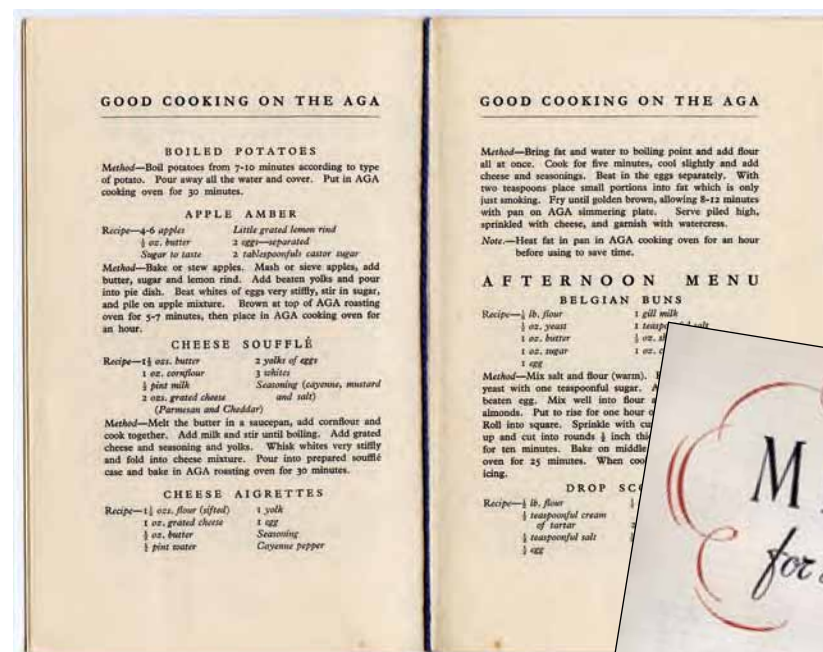 GOOD COOKING ON THE AGA
BOILED POTATOES
Method—Boil potatoes from 7-10 minutes according to type
of potato. Pour away all the water and cover. Put in AGA
cooking oven for 30 minutes.
APPLE AMBER
Recipe—4-6 apples Little grated lemon rind
½ oz. butter 2 eggs—separated
Sugar to taste 2 tablespoonfuls castor sugar
Method—Bake or stew apples. Mash or sieve apples, add
butter, sugar and lemon rind. Add beaten yolks and pour
into pie dish. Beat whites of eggs very stiffly, stir in sugar,
and pile on apple mixture. Brown at top of AGA roasting
oven for 5-7 minutes, then place in AGA cooking oven for
an hour.
CHEESE SOUFFLÉ
Recipe—1½ ozs. butter 2 yolks of eggs
1 oz. cornflour 3 whites
½ pint milk Seasoning (cayenne, mustard
2 ozs. grated cheese and salt)
(Parmesan and Cheddar)
Method—Melt the butter in a saucepan, add cornflour and
cook together. Add milk and stir until boiling. Add grated
cheese and seasoning and yolks. Whisk whites very stiffly
and fold into cheese mixture. Pour into prepared soufflé
case and bake in AGA roasting oven for 30 minutes.
CHEESE AIGRETTES
Recipe— ozs. flour (sifted) 1 yolk
1 oz. grated cheese 1 egg
½ oz. butter Seasoning
pint water Cayenne pepper
GOOD COOKING ON THE AGA
Method—Bring fat and water to boiling point and add flour
all at once. Cook for five minutes, cool slightly and add
cheese and seasonings. Beat in the eggs separately. With
two teaspoons place small portions into fat which is only
just smoking. Fry until golden brown, allowing 8-12 minutes
with pan on AGA simmering plate. Serve piled high,
sprinkled with cheese, and garnish with watercress.
Note.—Heat fat in pan in AGA cooking oven for an hour
before using to save time.
AFTERNOON MENU
BELGIAN BUNS
Recipe— lb. flour 1 gill milk
oz. yeast 1 salt
1 oz. butter oz.
1 oz. sugar 1 oz.
1 egg
Method—Mix salt and flour (warm).
yeast with one teaspoonful sugar.
beaten egg. Mix well into flour
almonds. Put to rise for one hour
Roll into square. Sprinkle with
up and cut into rounds ½ inch
for ten minutes. Bake on middle
oven for 25 minutes. When
icing.
DROP
Recipe— lb. flour
teaspoonful cream
of tartar
teaspoonful salt
egg
M
for